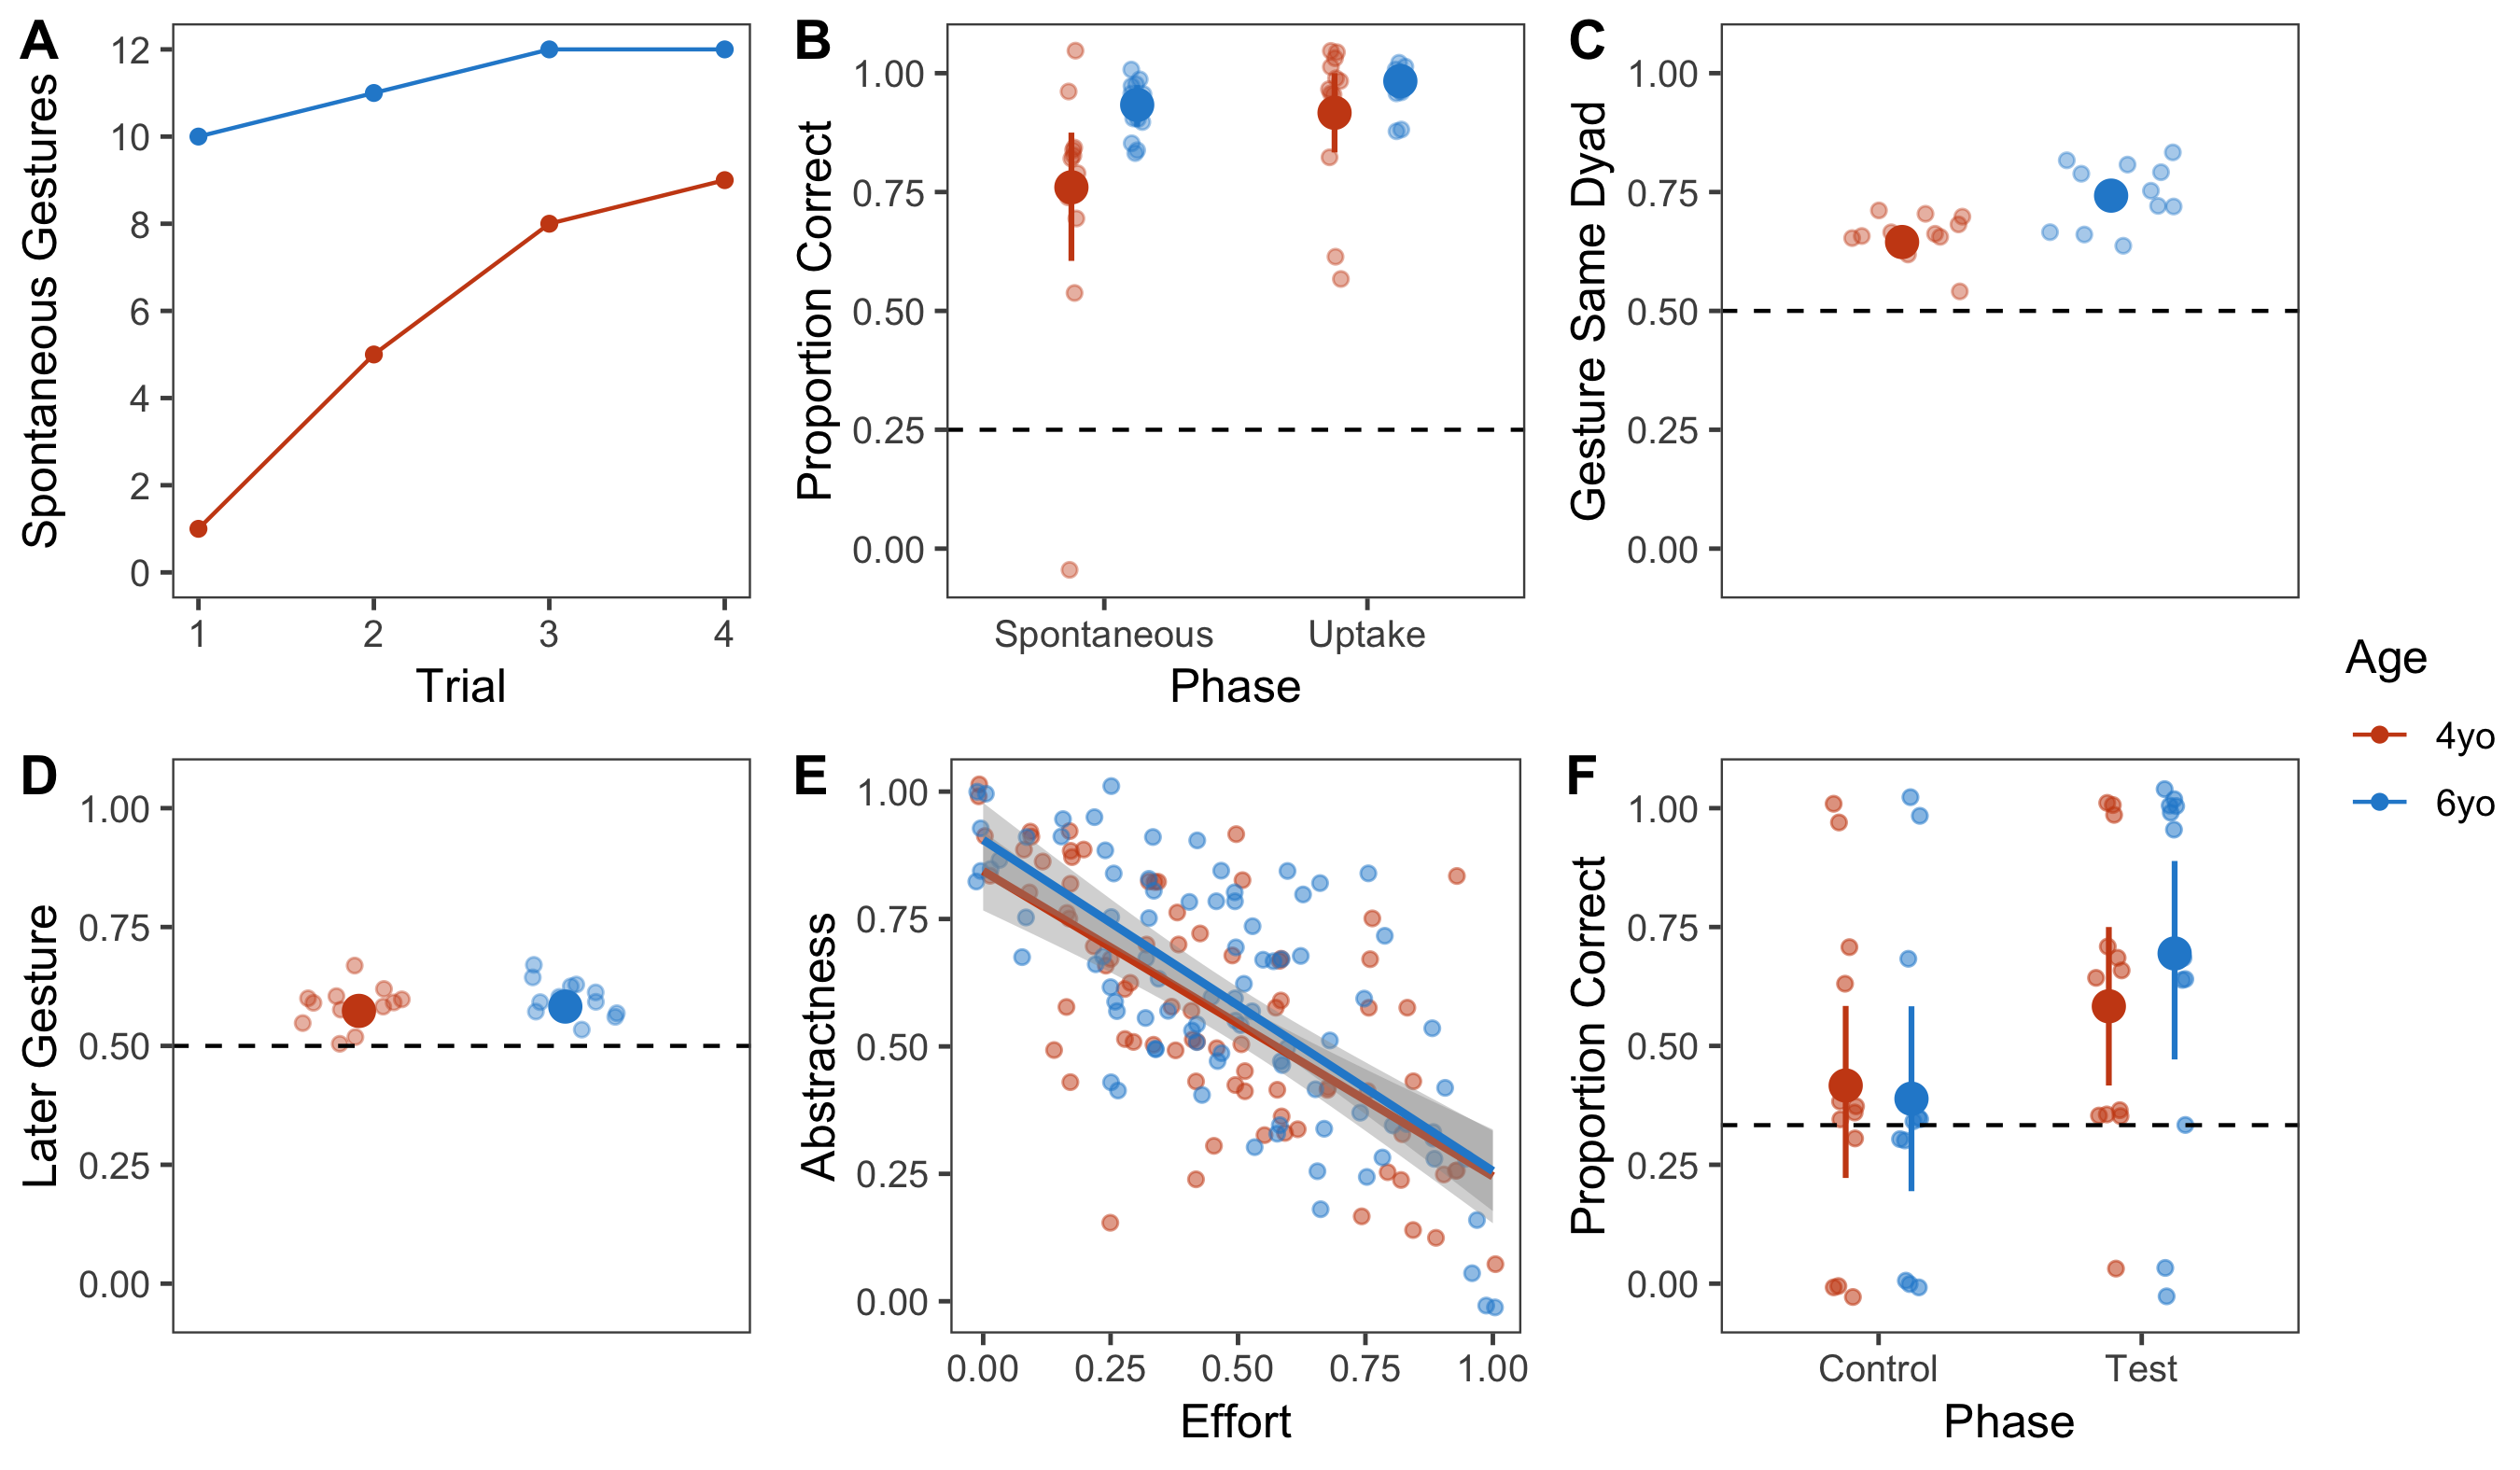 A
Spontaneous Gestures
12
10
8
6
4
2
0
1 2 3 4
Trial
B
Proportion Correct
1.00
0.75
0.50
0.25
0.00
Spontaneous Uptake
Phase
C
Gesture Same Dyad
1.00
0.75
0.50
0.25
0.00
Age
4yo
6yo
D
Later Gesture
1.00
0.75
0.50
0.25
0.00
E
Abstractness
1.00
0.75
0.50
0.25
0.00
0.00 0.25 0.50 0.75 1.00
Effort
F
Proportion Correct
1.00
0.75
0.50
0.25
0.00
Control Test
Phase